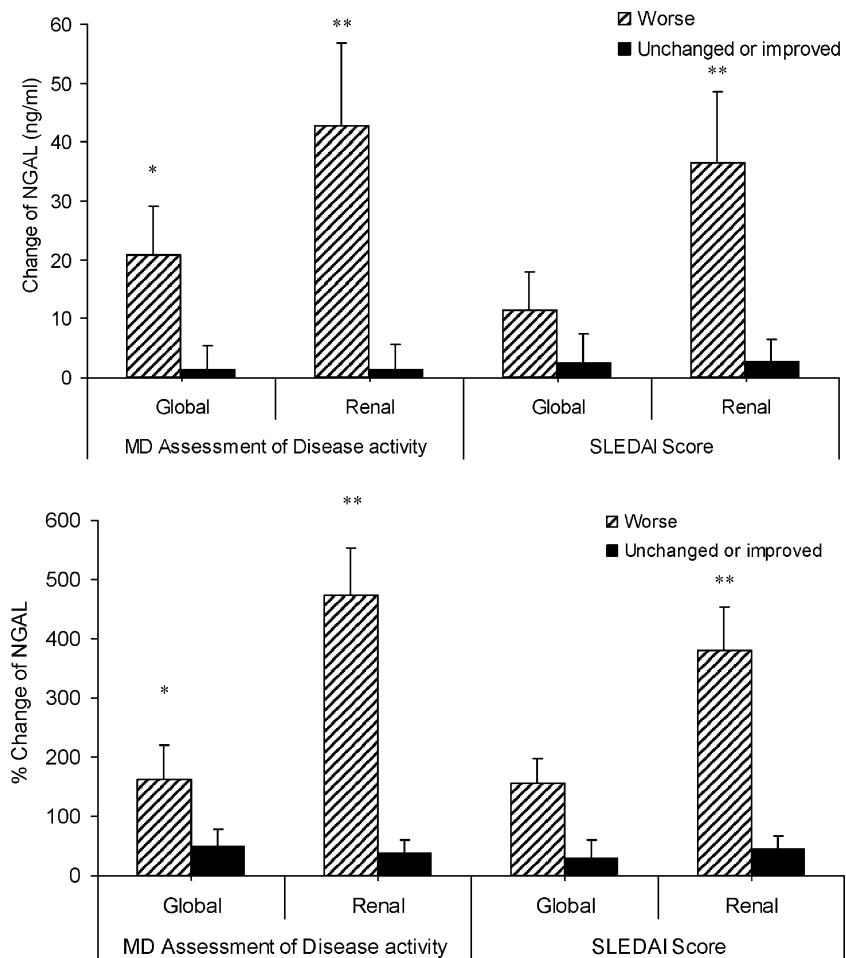 Worse
Unchanged or improved
60
50
40
30
20
10
0
Change of NGAL (ng/ml)
*
**
**
Global
Renal
Global
Renal
MD Assessment of Disease activity
SLEDAI Score
Worse
Unchanged or improved
600
500
400
300
200
100
0
% Change of NGAL
*
**
**
Global
Renal
Global
Renal
MD Assessment of Disease activity
SLEDAI Score